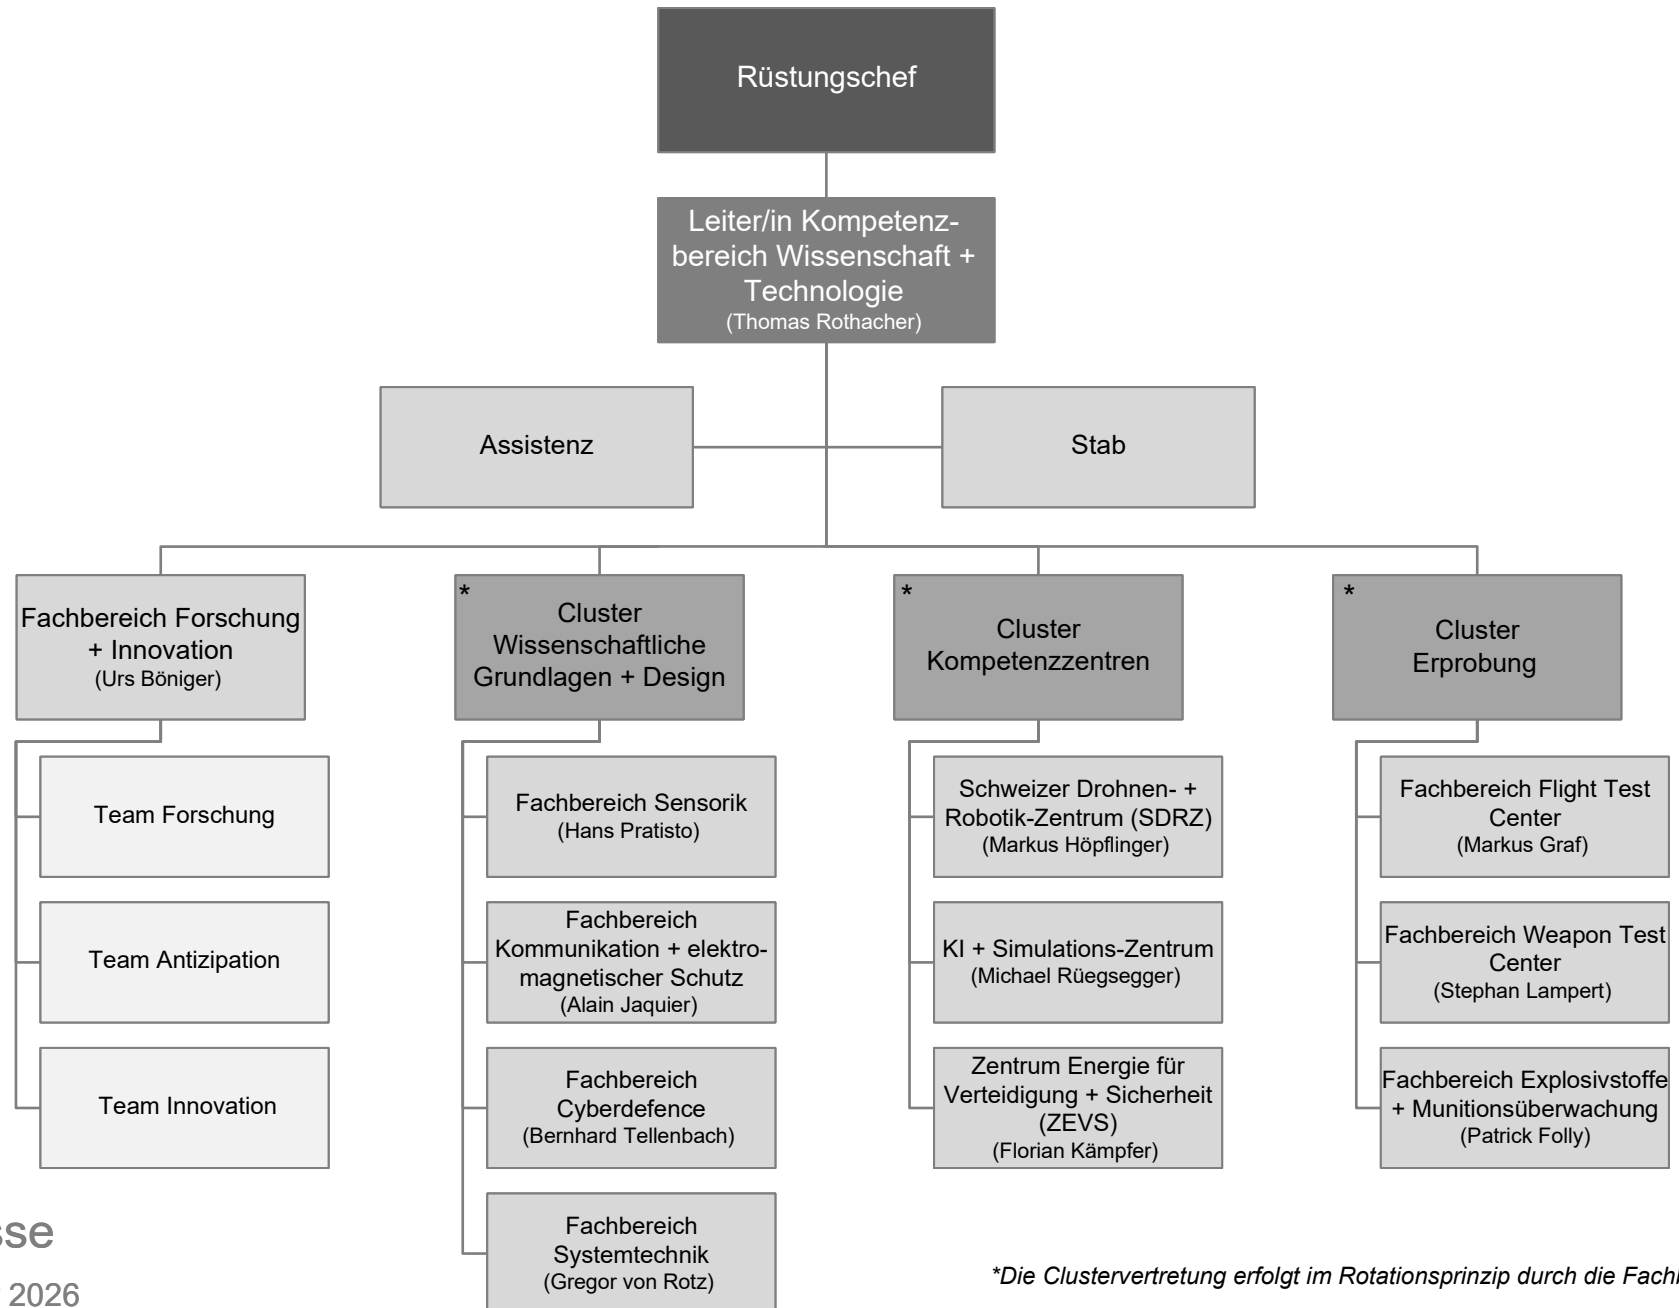 Rüstungschef
Leiter/in Kompetenz-
bereich Wissenschaft +
Technologie
(Thomas Rothacher)
Assistenz
Stab
Fachbereich Forschung
+ Innovation
(Urs Böniger)
*
Cluster
Wissenschaftliche
Grundlagen + Design
*
Cluster
Kompetenzzentren
*
Cluster
Erprobung
Team Forschung
Team Antizipation
Team Innovation
Fachbereich Sensorik
(Hans Pratisto)
Fachbereich
Kommunikation + elektro-
magnetischer Schutz
(Alain Jaquier)
Fachbereich
Cyberdefence
(Bernhard Tellenbach)
Fachbereich
Systemtechnik
(Gregor von Rotz)
Schweizer Drohnen- +
Robotik-Zentrum (SDRZ)
(Markus Höpflinger)
KI + Simulations-Zentrum
(Michael Rüegsegger)
Zentrum Energie für
Verteidigung + Sicherheit
(ZEVS)
(Florian Kämpfer)
Fachbereich Flight Test
Center
(Markus Graf)
Fachbereich Weapon Test
Center
(Stephan Lampert)
Fachbereich Explosivstoffe
+ Munitionsüberwachung
(Patrick Folly)
2026
*Die Clustervertretung erfolgt im Rotationsprinzip durch die